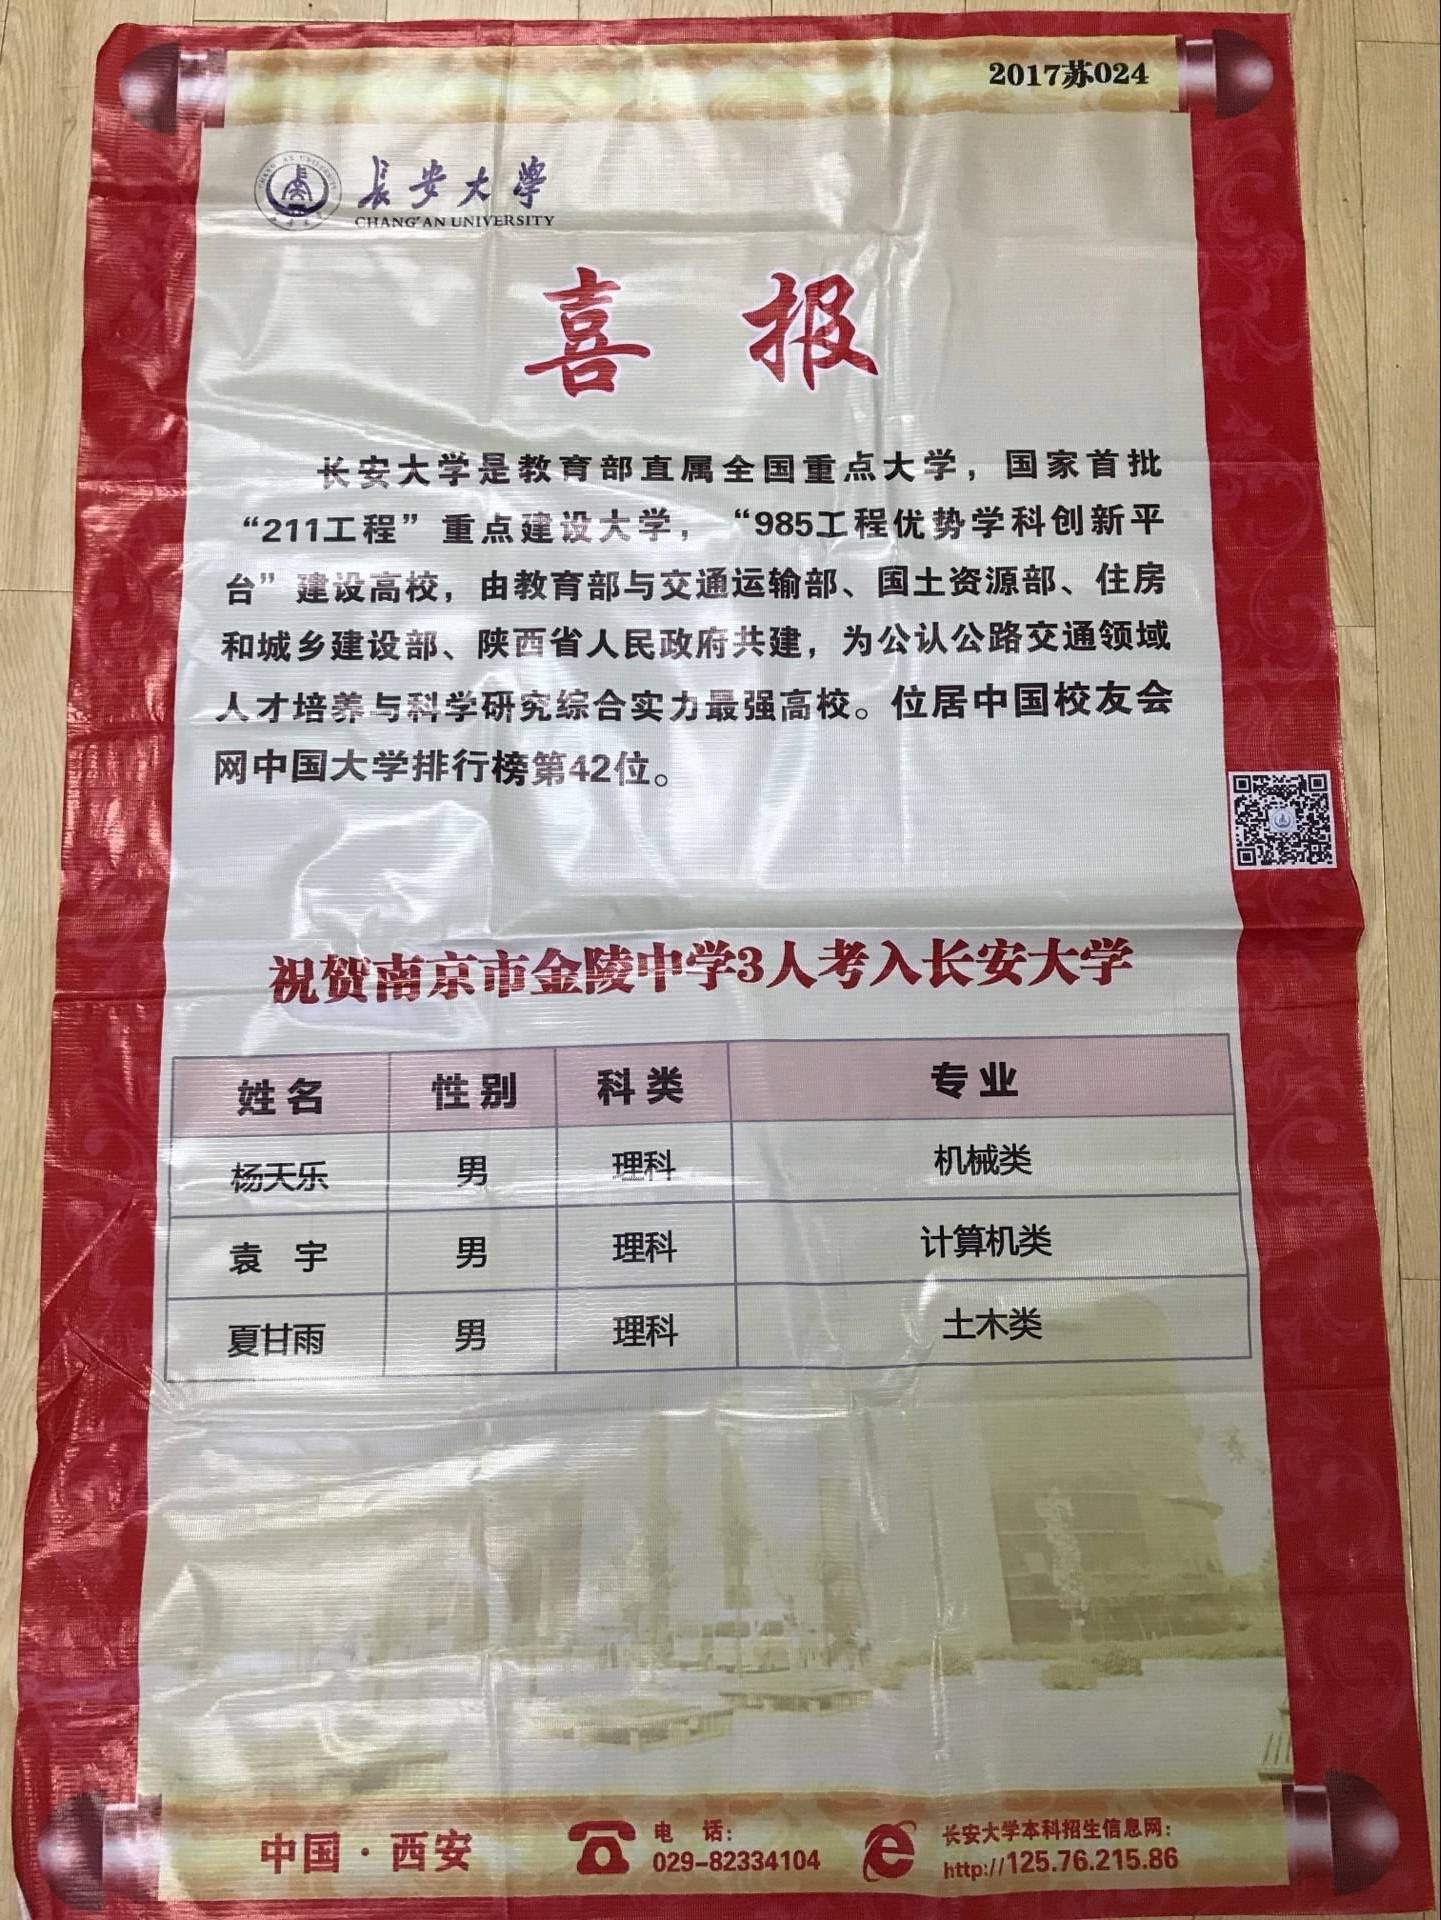 2017苏024
长安大学
CHANG'AN UNIVERSITY
喜 报
长安大学是教育部直属全国重点大学，国家首批
“211工程”重点建设大学，“985工程优势学科创新平
台”建设高校，由教育部与交通运输部、国土资源部、住房
和城乡建设部、陕西省人民政府共建，为公认公路交通领域
人才培养与科学研究综合实力最强高校。位居中国校友会
网中国大学排行榜第42位。
祝贺南京市金陵中学3人考入长安大学
姓名 性别 科类 专业
杨天乐 男 理科 机械类
袁 宇 男 理科 计算机类
夏甘雨 男 理科 土木类
中国·西安
电 话：
029-82334104
长安大学本科招生信息网：
http://125.76.215.86